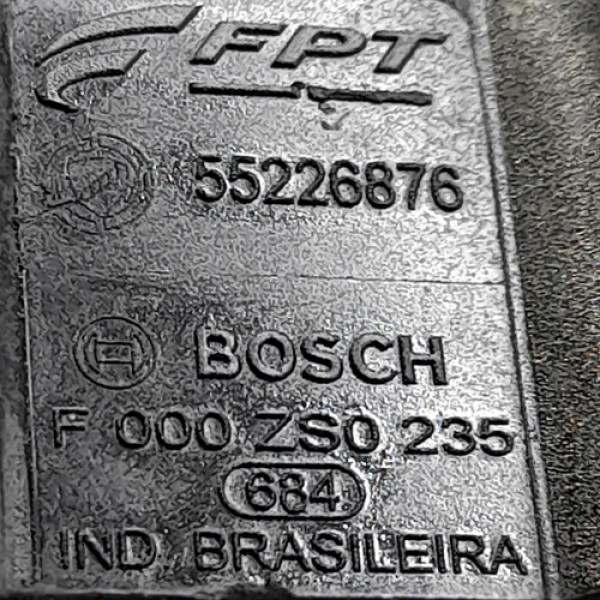 FPT
55226876
BOSCH
F 000 ZS0 235
684
IND. BRASILEIRA